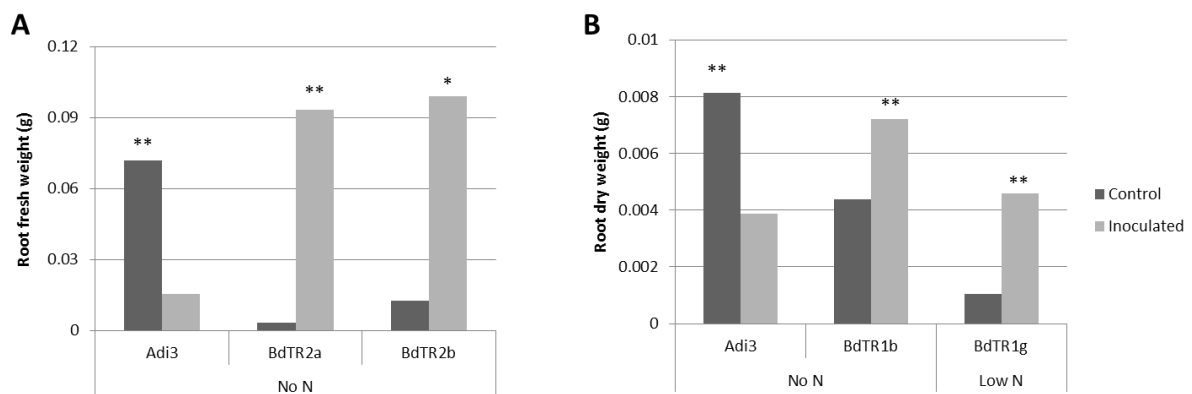 A
Root fresh weight (g)
0.12
0.09
0.06
0.03
0
**
**
*
Adi3
BdTR2a
BdTR2b
No N
B
Root dry weight (g)
0.01
0.008
0.006
0.004
0.002
0
**
**
**
Adi3
BdTR1b
BdTR1g
No N
Low N
Control
Inoculated